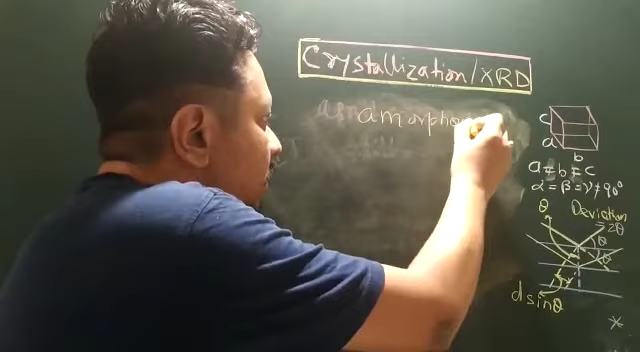 Crystallization/XRD
amorpho
c
a
b
a = b = c
α = β = γ ≠ 90°
θ
Deviation
= 2θ
θ
θ
d sinθ